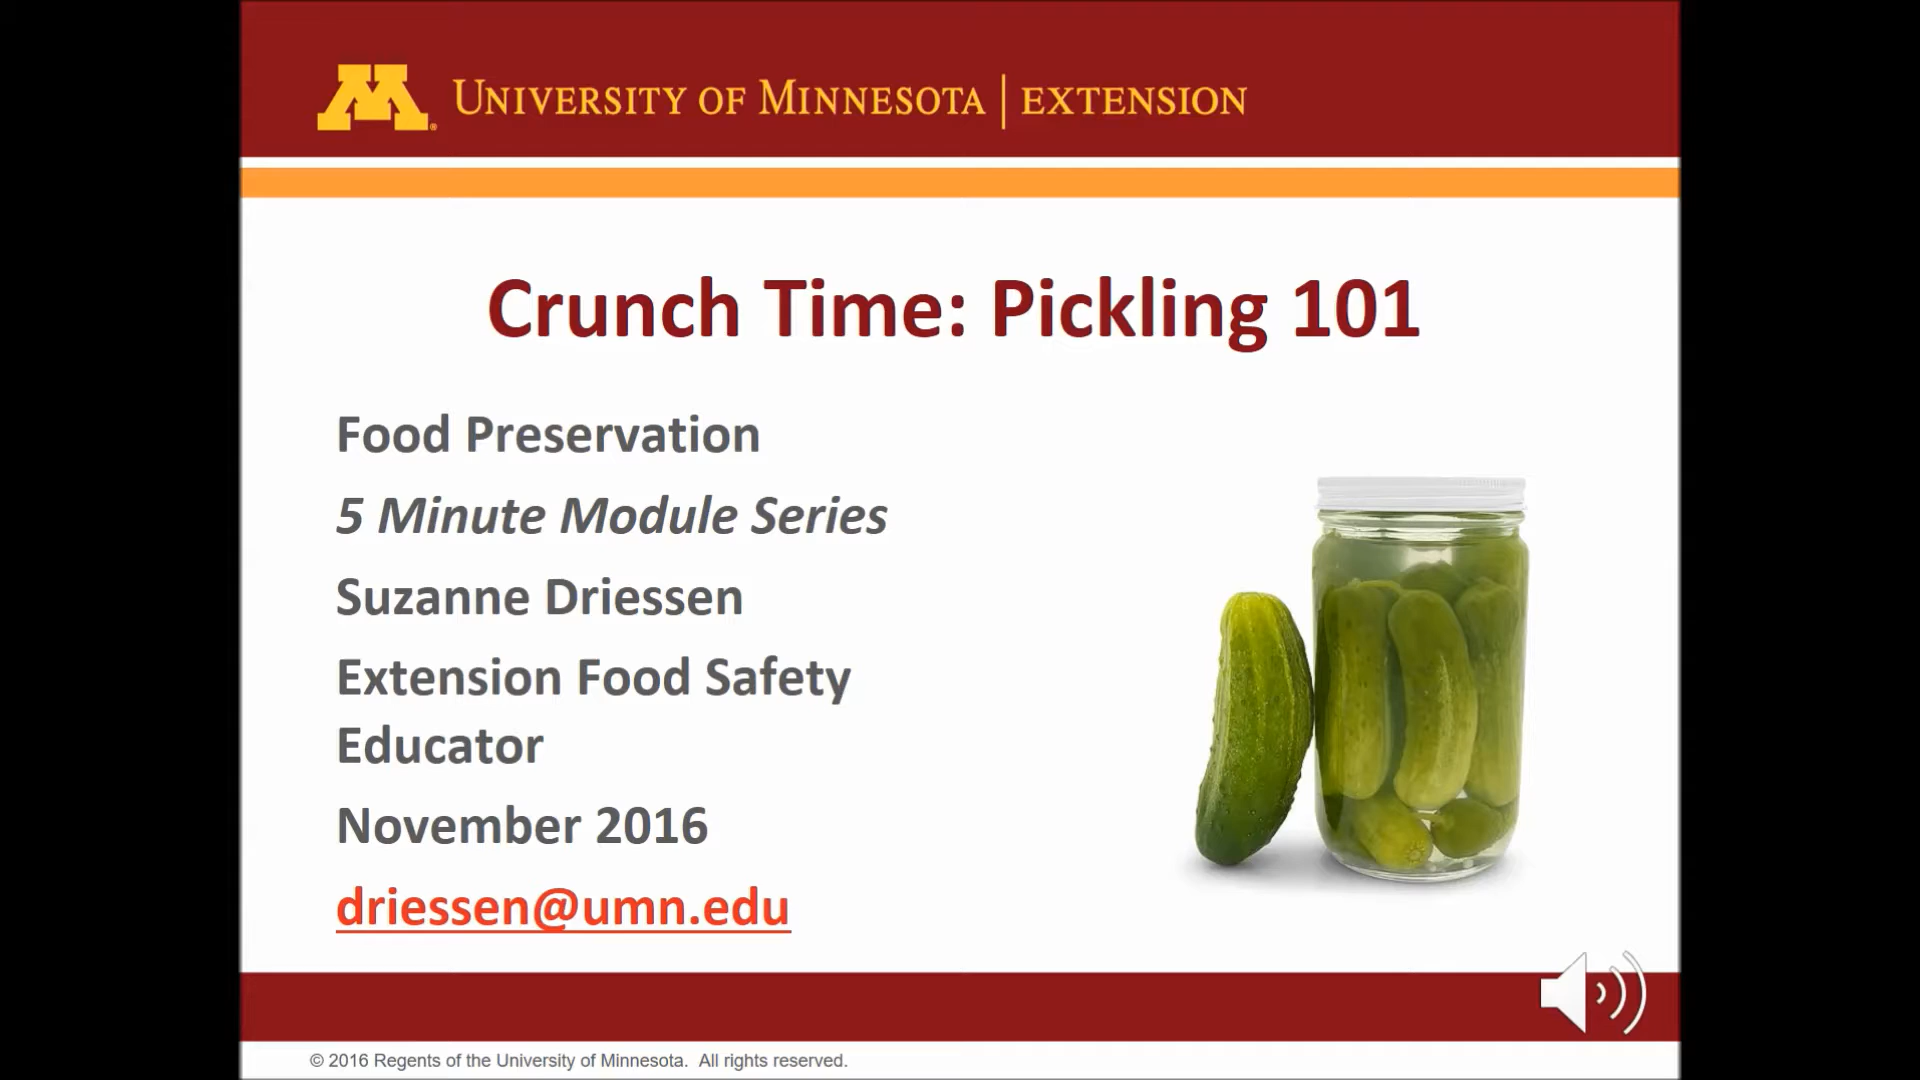 M® UNIVERSITY OF MINNESOTA | EXTENSION
Crunch Time: Pickling 101
Food Preservation
5 Minute Module Series
Suzanne Driessen
Extension Food Safety
Educator
November 2016
driessen@umn.edu
© 2016 Regents of the University of Minnesota. All rights reserved.